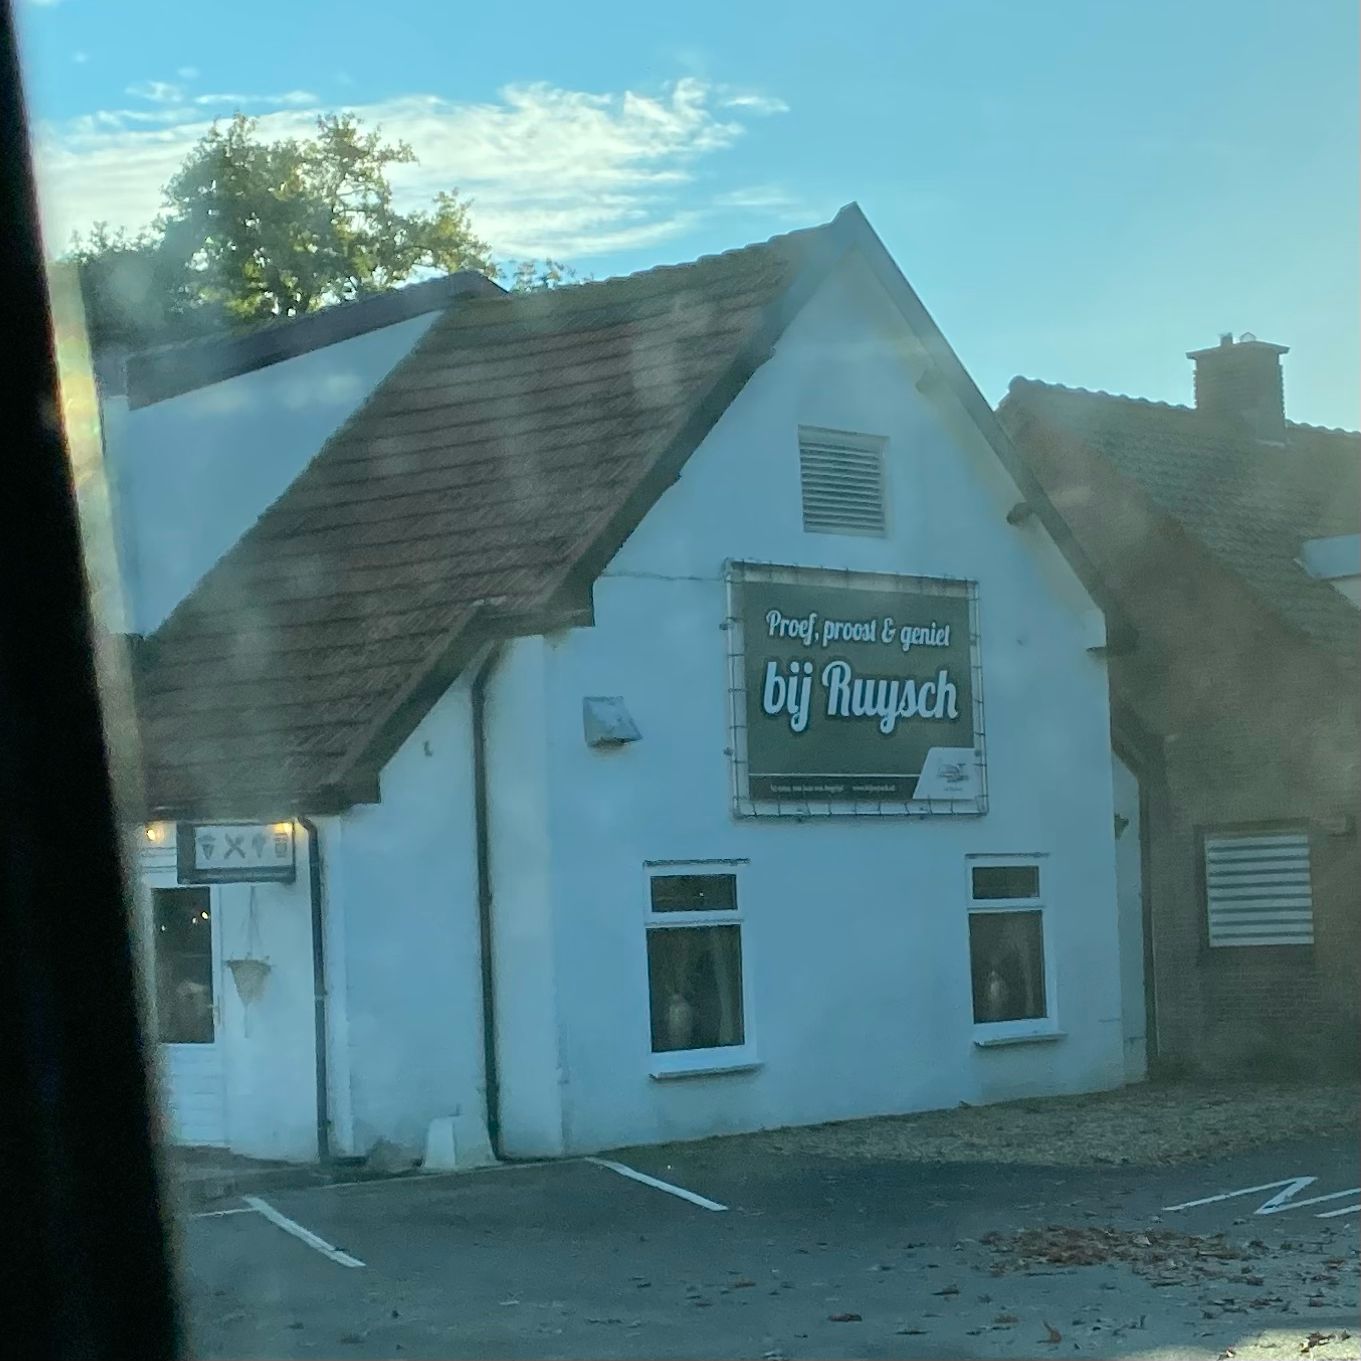 Proef, proost & geniet
bij Ruysch